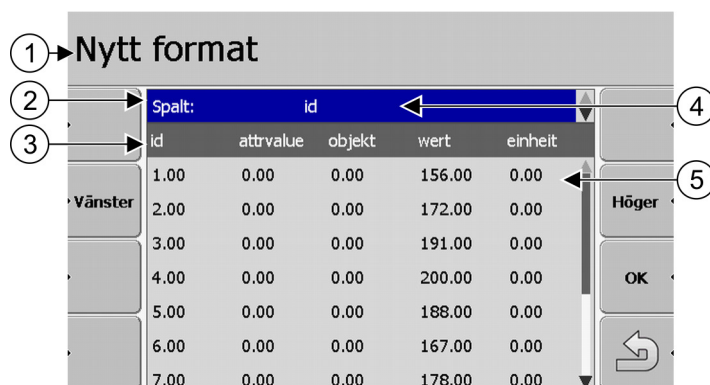 1 Nytt format
2 Spalt: id 4
3 id attrvalue objekt wert einheit
1.00 0.00 0.00 156.00 0.00 5
Vänster 2.00 0.00 0.00 172.00 0.00 Höger
3.00 0.00 0.00 191.00 0.00
4.00 0.00 0.00 200.00 0.00 OK
5.00 0.00 0.00 188.00 0.00
6.00 0.00 0.00 167.00 0.00
7.00 0.00 0.00 178.00 0.00